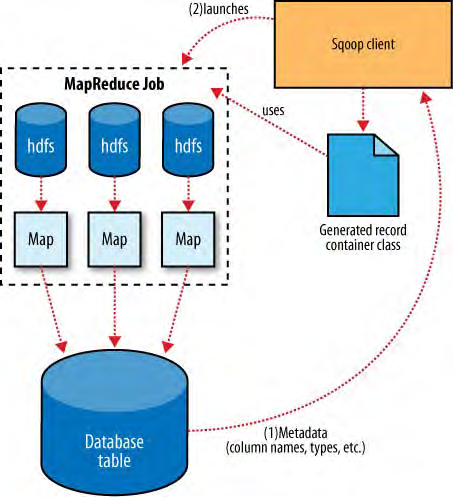 (2)launches
Sqoop client
MapReduce Job
hdfs
hdfs
hdfs
uses
Map
Map
Map
Generated record
container class
(1)Metadata
(column names, types, etc.)
Database
table